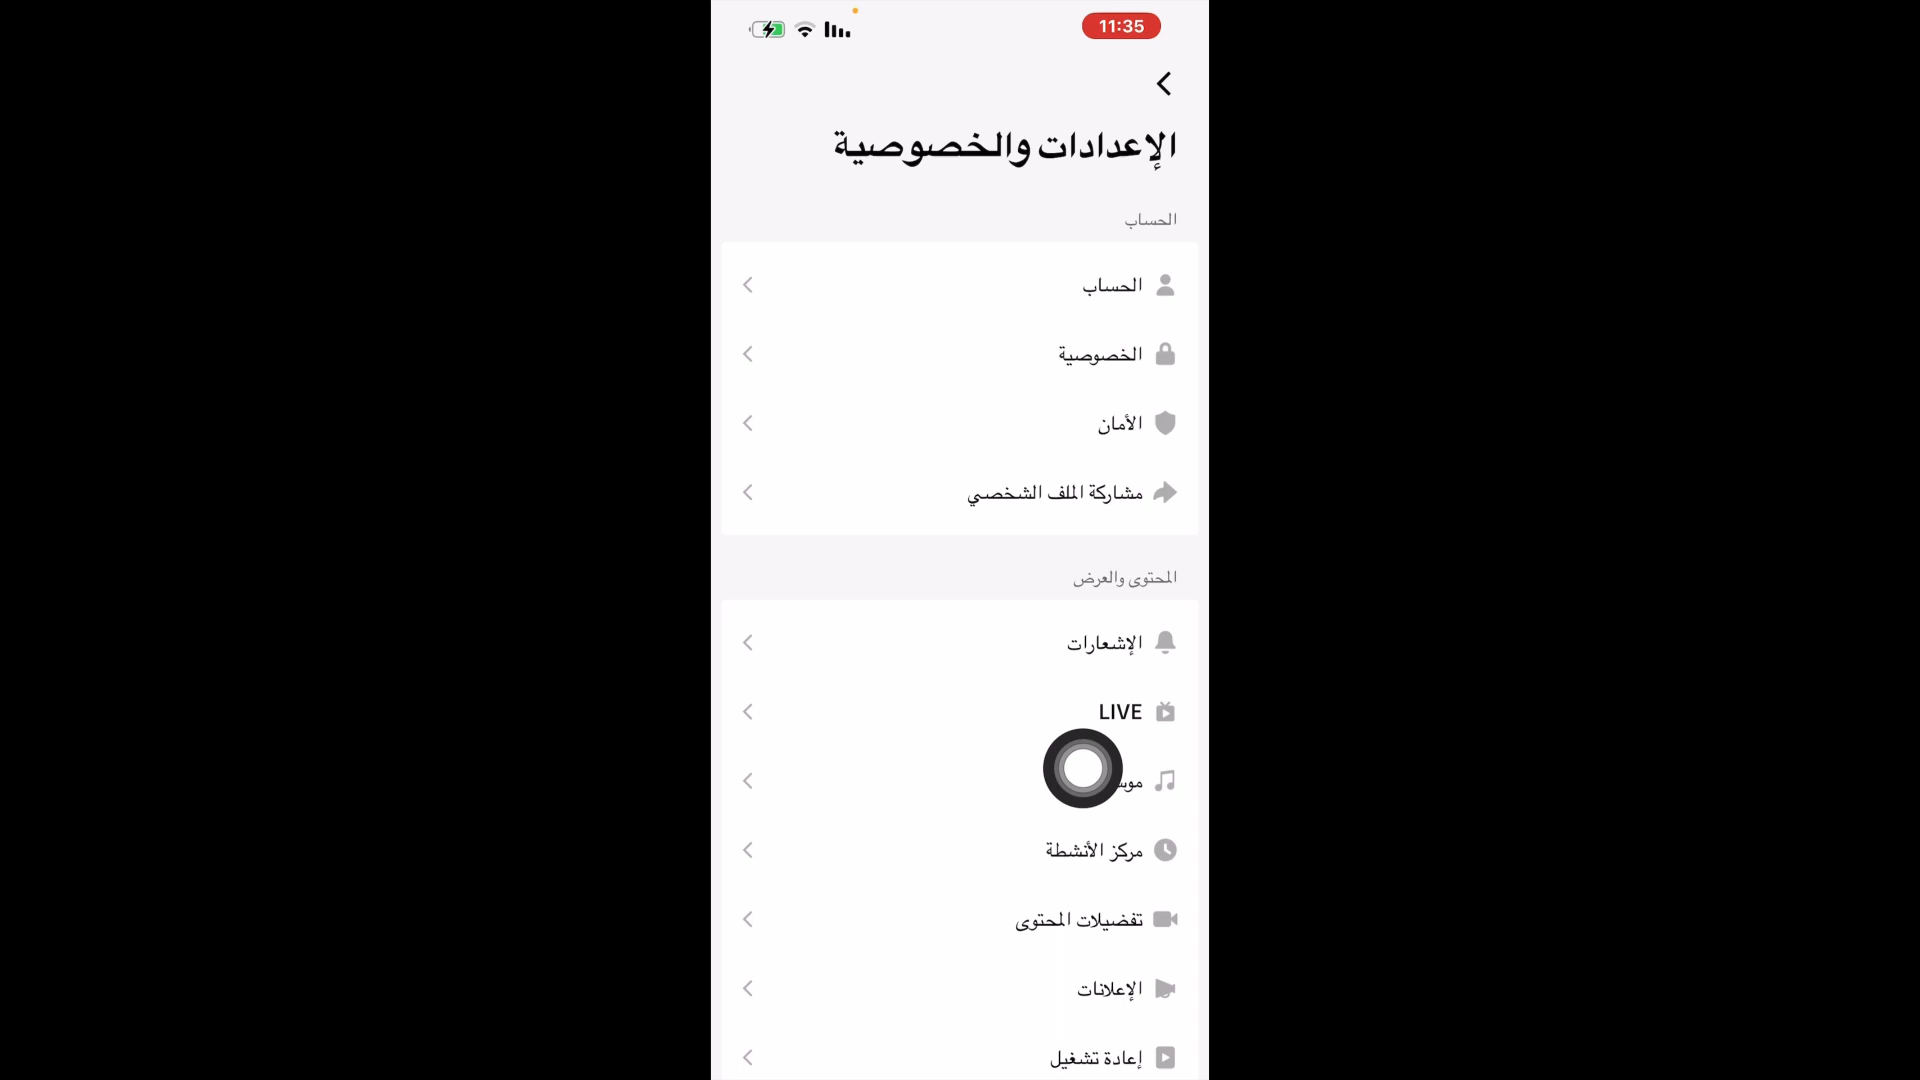 11:35
الإعدادات والخصوصية
الحساب
الحساب
الخصوصية
الأمان
مشاركة الملف الشخصي
المحتوى والعرض
الإشعارات
LIVE
مركز الأنشطة
تفضيلات المحتوى
الإعلانات
إعادة تشغيل